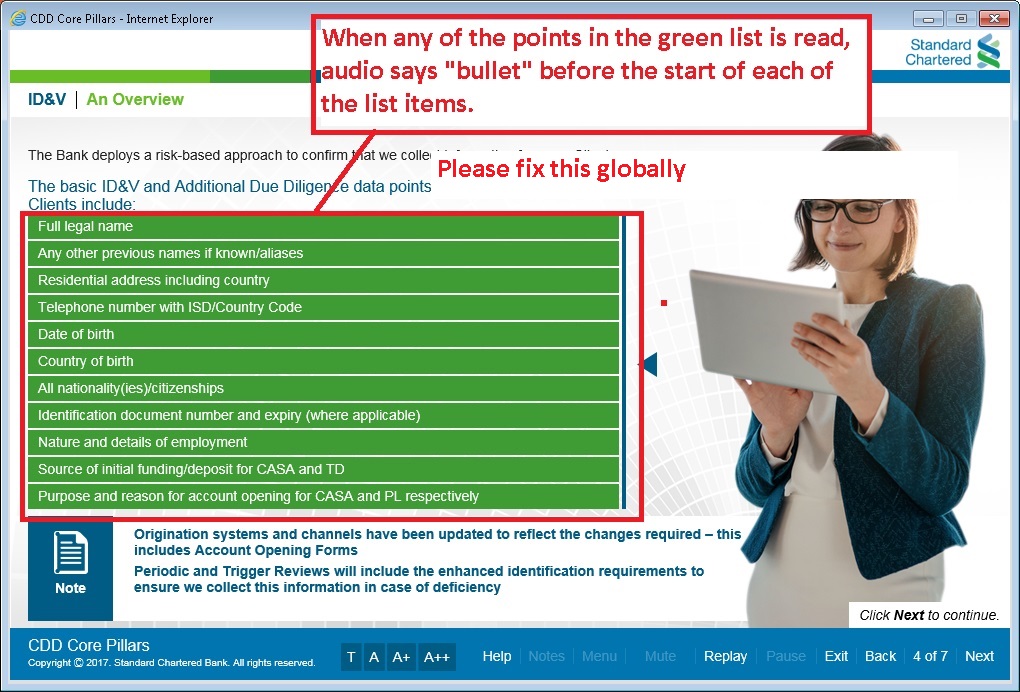 CDD Core Pillars - Internet Explorer
When any of the points in the green list is read,
audio says "bullet" before the start of each of
the list items.
Standard
Chartered
ID&V | An Overview
The Bank deploys a risk-based approach to confirm that we collec
Please fix this globally
The basic ID&V and Additional Due Diligence data points
Clients include:
Full legal name
Any other previous names if known/aliases
Residential address including country
Telephone number with ISD/Country Code
Date of birth
Country of birth
All nationality(ies)/citizenships
Identification document number and expiry (where applicable)
Nature and details of employment
Source of initial funding/deposit for CASA and TD
Purpose and reason for account opening for CASA and PL respectively
Note
Origination systems and channels have been updated to reflect the changes required – this
includes Account Opening Forms
Periodic and Trigger Reviews will include the enhanced identification requirements to
ensure we collect this information in case of deficiency
Click Next to continue.
CDD Core Pillars
Copyright © 2017. Standard Chartered Bank. All rights reserved.
T A A+ A++ Help Notes Menu Mute Replay Pause Exit Back 4 of 7 Next